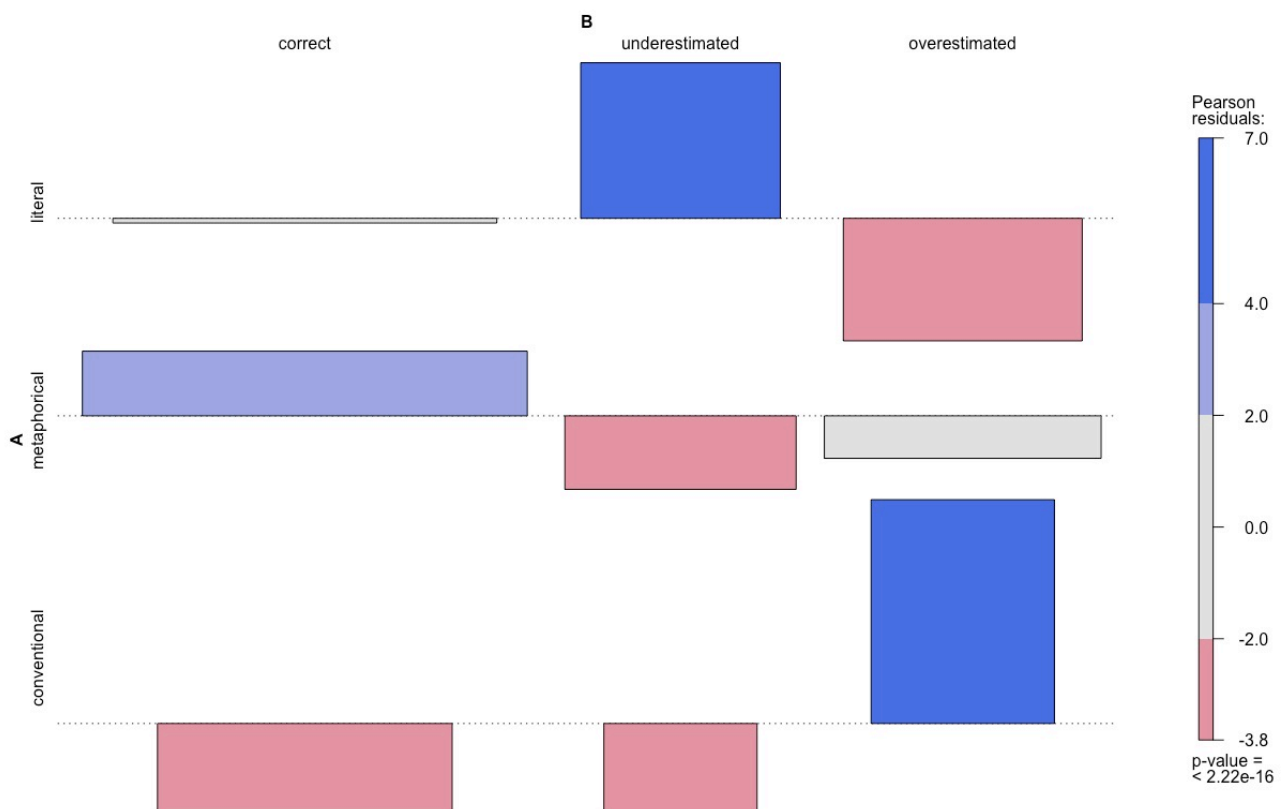 B
correct underestimated overestimated
A
literal
metaphorical
conventional
Pearson
residuals:
7.0
4.0
2.0
0.0
-2.0
-3.8
p-value =
< 2.22e-16